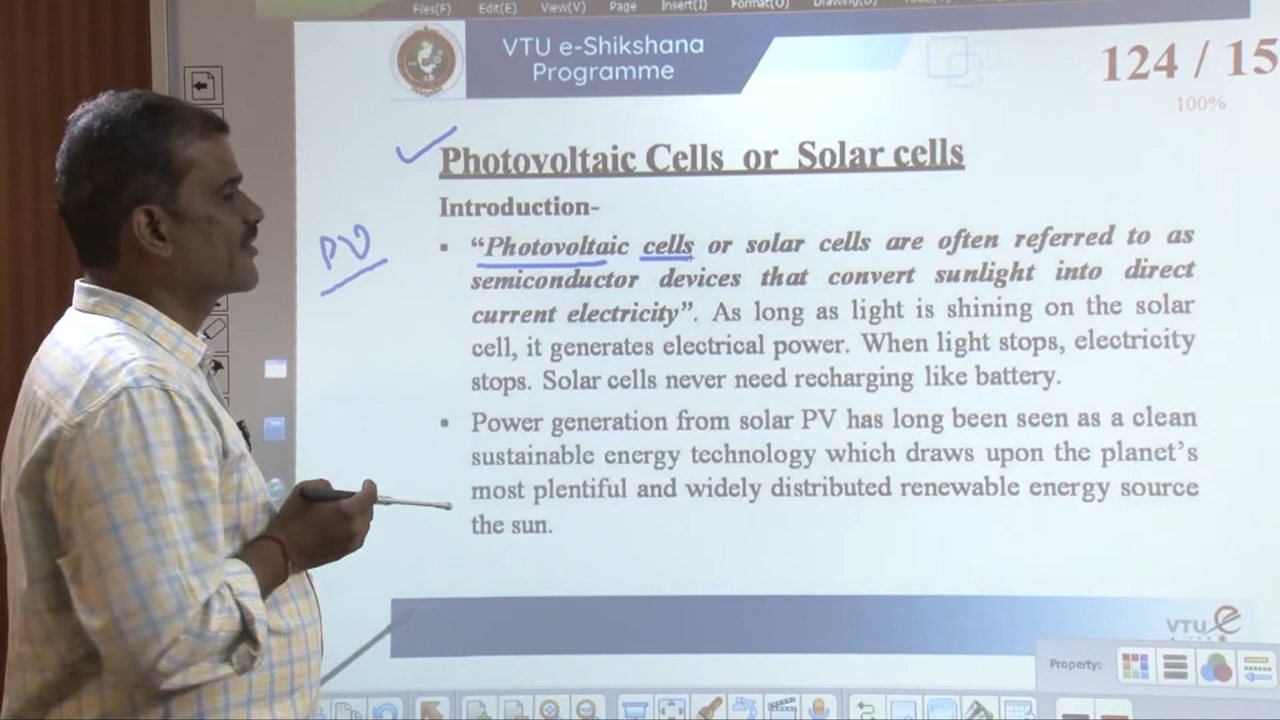 Files(F) Edit(E) View(V) Page Insert(I) Format(O) Drawing(D)
VTU e-Shikshana
Programme
124 / 15
100%
Photovoltaic Cells or Solar cells
Introduction-
PV
▪ “Photovoltaic cells or solar cells are often referred to as
semiconductor devices that convert sunlight into direct
current electricity”. As long as light is shining on the solar
cell, it generates electrical power. When light stops, electricity
stops. Solar cells never need recharging like battery.
▪ Power generation from solar PV has long been seen as a clean
sustainable energy technology which draws upon the planet’s
most plentiful and widely distributed renewable energy source
the sun.
VTU e
Property: